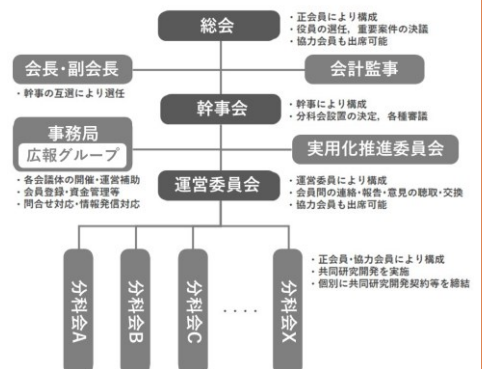 総会
・正会員により構成
・役員の選任，重要案件の決議
・協力会員も出席可能
会長・副会長
・幹事の互選により選任
会計監事
幹事会
・幹事により構成
・分科会設置の決定，各種審議
事務局
広報グループ
・各会議体の開催・運営補助
・会員登録・資金管理等
・問合せ対応・情報発信対応
実用化推進委員会
運営委員会
・運営委員により構成
・会員間の連絡・報告・意見の聴取・交換
・協力会員も出席可能
分科会A
分科会B
分科会C
・・・・
分科会X
・正会員・協力会員により構成
・共同研究開発を実施
・個別に共同研究開発契約等を締結